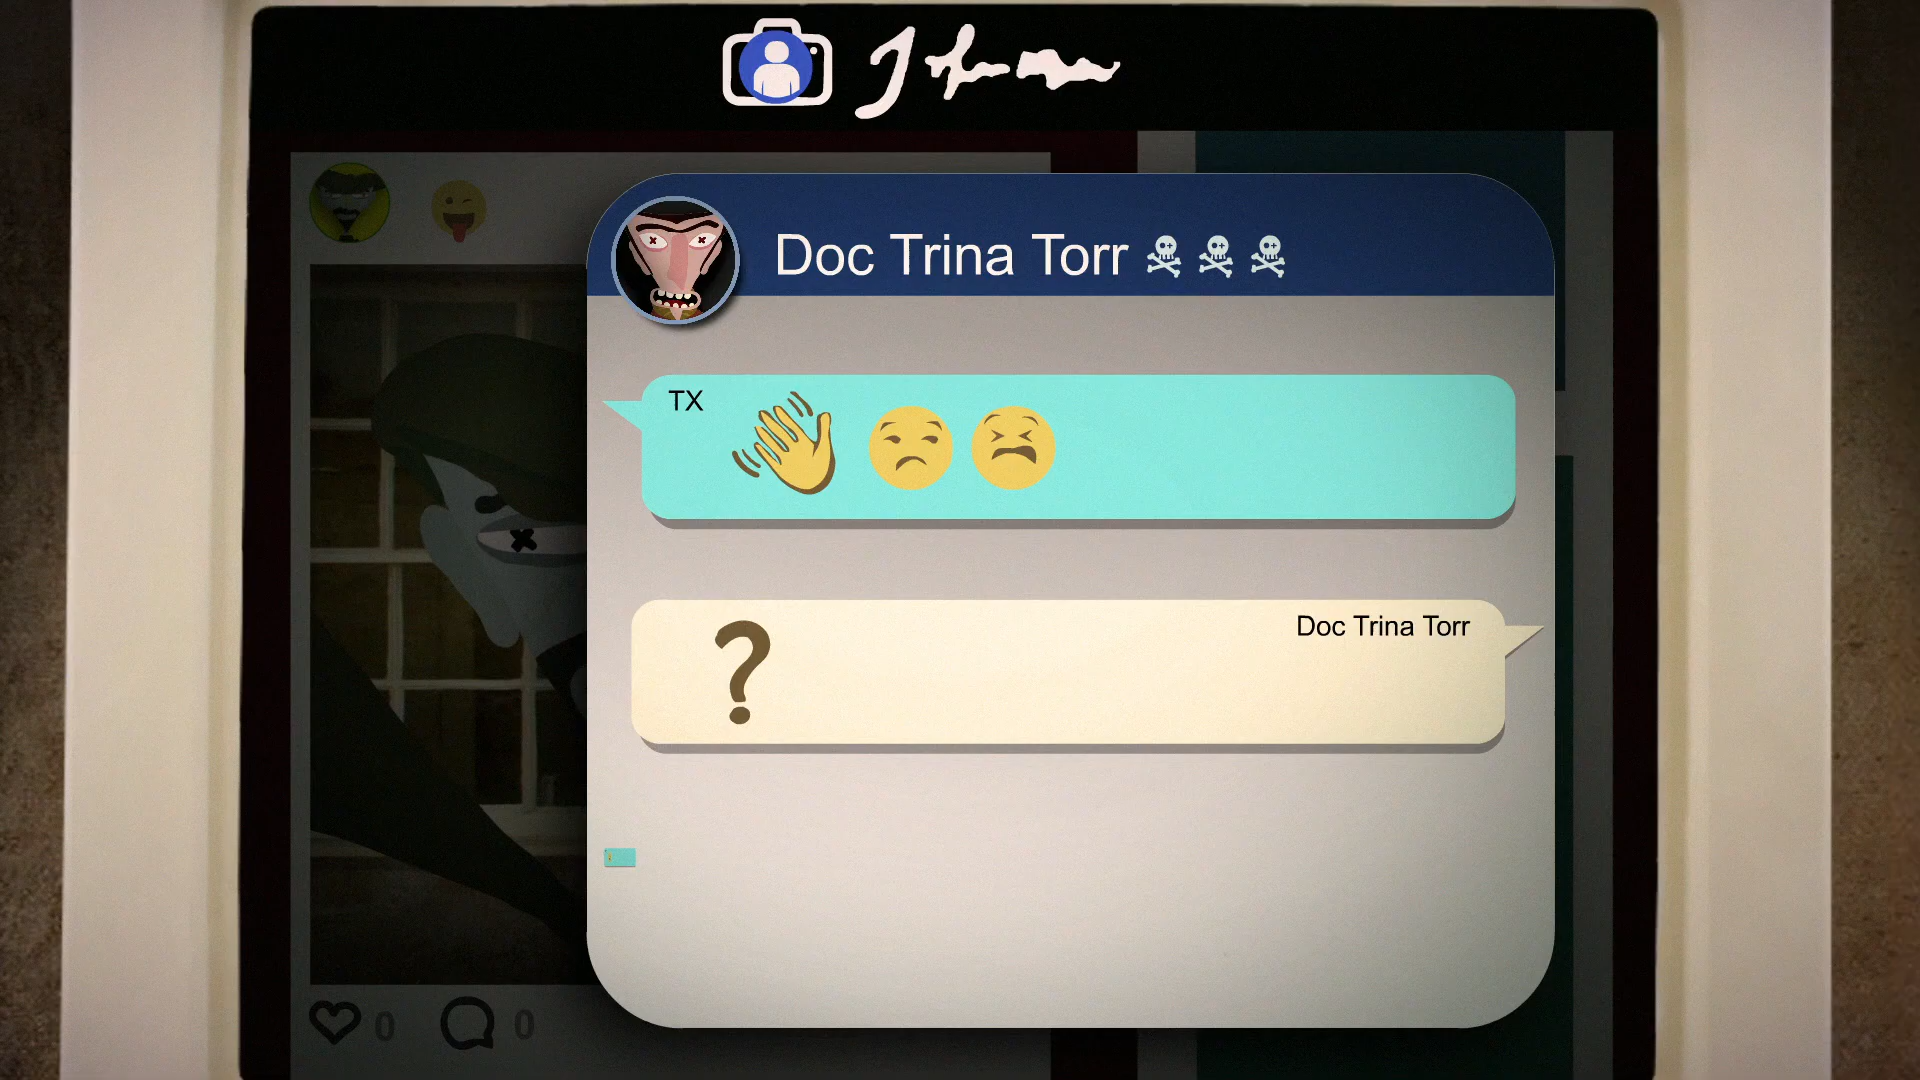 Doc Trina Torr ☠ ☠ ☠
TX
👋 😒 😫
Doc Trina Torr
?
0 0